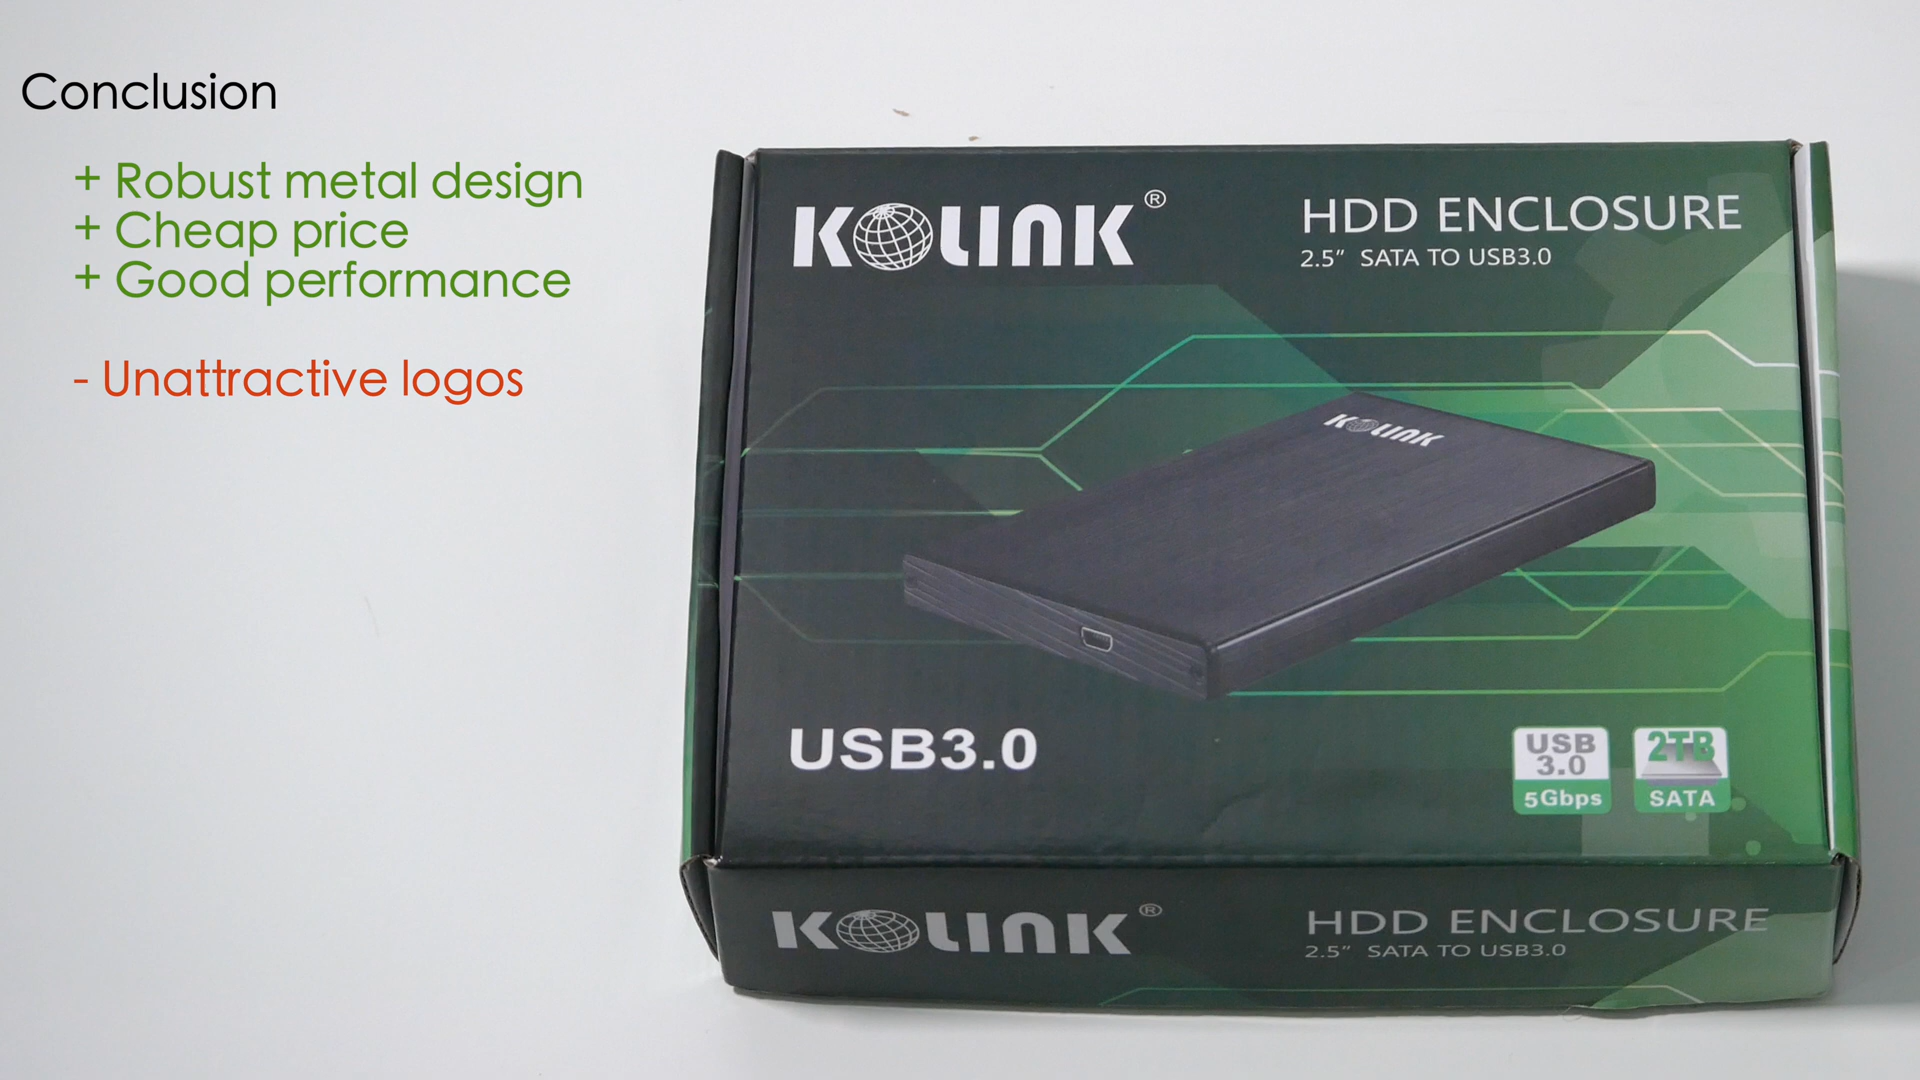 Conclusion
+ Robust metal design
+ Cheap price
+ Good performance
- Unattractive logos
KOLINK®
HDD ENCLOSURE
2.5" SATA TO USB3.0
KOLINK
USB3.0
USB
3.0
5Gbps
2TB
SATA
KOLINK®
HDD ENCLOSURE
2.5" SATA TO USB3.0